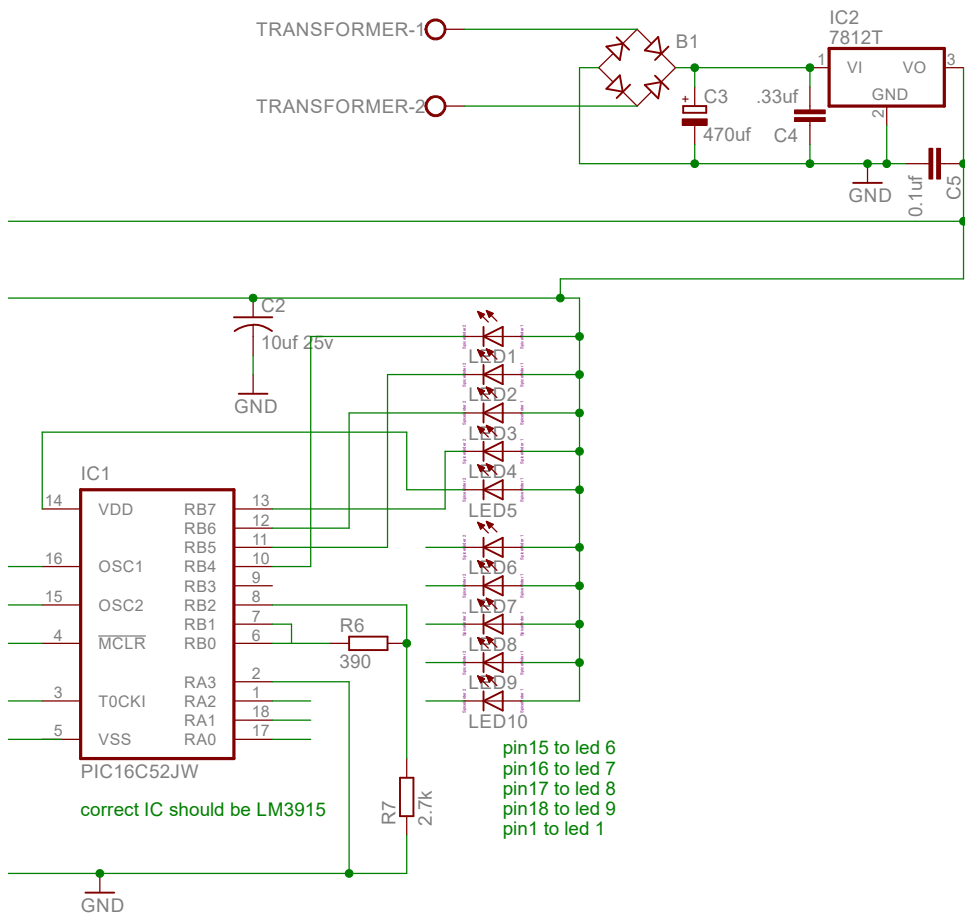 TRANSFORMER-1
TRANSFORMER-2
B1
IC2
7812T
1
VI
VO
3
GND
2
+
C3
470uf
.33uf
C4
GND
0.1uf
C5
C2
10uf 25v
GND
LED1
LED2
LED3
LED4
LED5
LED6
LED7
LED8
LED9
LED10
IC1
14
VDD
RB7
13
RB6
12
RB5
11
16
OSC1
RB4
10
RB3
9
15
OSC2
RB2
8
RB1
7
4
MCLR
RB0
6
RA3
2
3
T0CKI
RA2
1
RA1
18
5
VSS
RA0
17
PIC16C52JW
R6
390
R7
2.7k
correct IC should be LM3915
pin15 to led 6
pin16 to led 7
pin17 to led 8
pin18 to led 9
pin1 to led 1
GND